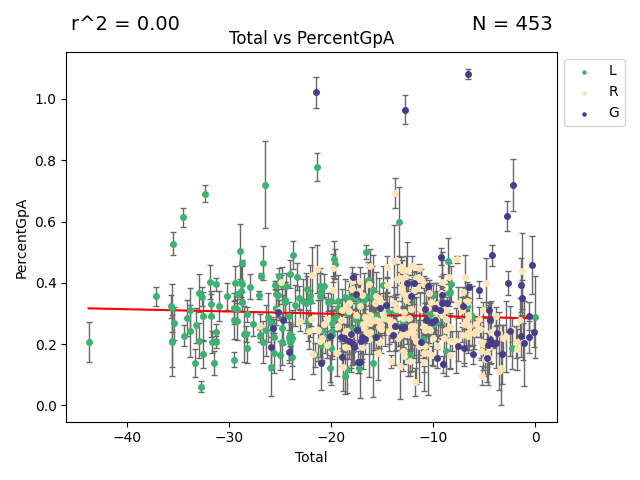 r^2 = 0.00
N = 453
Total vs PercentGpA
L
R
G
PercentGpA
1.0
0.8
0.6
0.4
0.2
0.0
−40
−30
−20
−10
0
Total